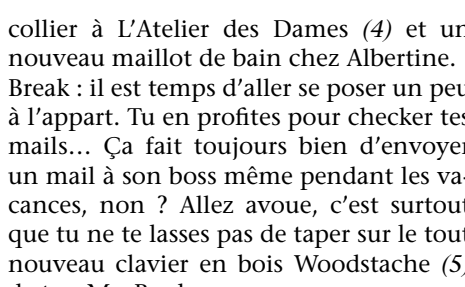 collier à L'Atelier des Dames (4) et un
nouveau maillot de bain chez Albertine.
Break : il est temps d'aller se poser un peu
à l'appart. Tu en profites pour checker tes
mails… Ça fait toujours bien d'envoyer
un mail à son boss même pendant les va-
cances, non ? Allez avoue, c'est surtout
que tu ne te lasses pas de taper sur le tout
nouveau clavier en bois Woodstache (5)